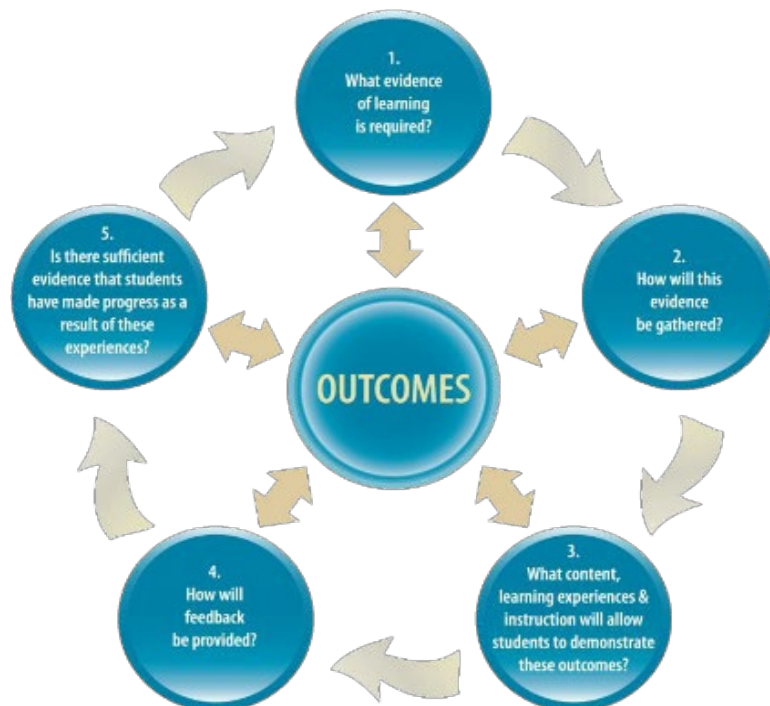 1.
What evidence
of learning
is required?
2.
How will this
evidence
be gathered?
3.
What content,
learning experiences &
instruction will allow
students to demonstrate
these outcomes?
4.
How will
feedback
be provided?
5.
Is there sufficient
evidence that students
have made progress as a
result of these
experiences?
OUTCOMES